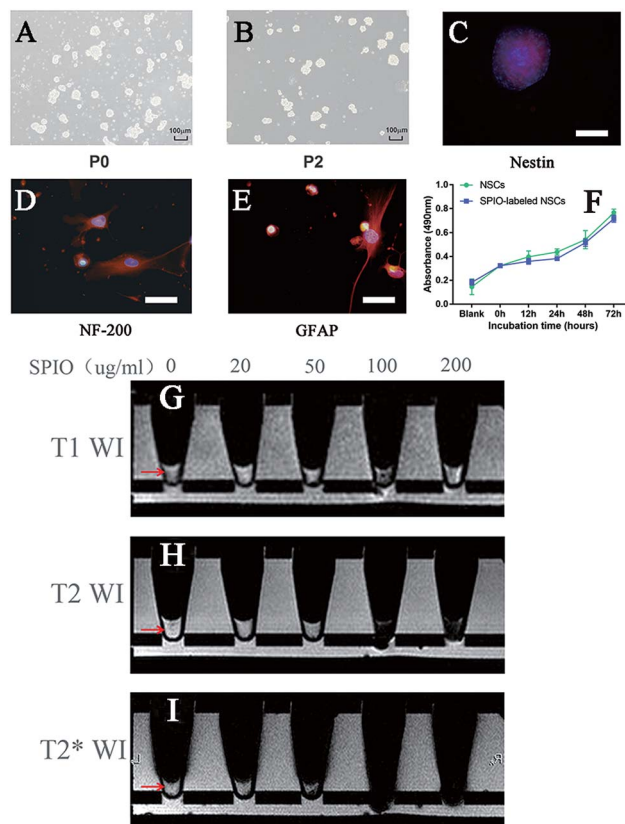 A
B
C
100μm
100μm
P0
P2
Nestin
D
E
F
NSCs
SPIO-labeled NSCs
Absorbance (490nm)
1.0
0.8
0.6
0.4
0.2
0.0
Blank 0h 12h 24h 48h 72h
Incubation time (hours)
NF-200
GFAP
SPIO（ug/ml） 0 20 50 100 200
G
T1 WI
H
T2 WI
I
T2* WI